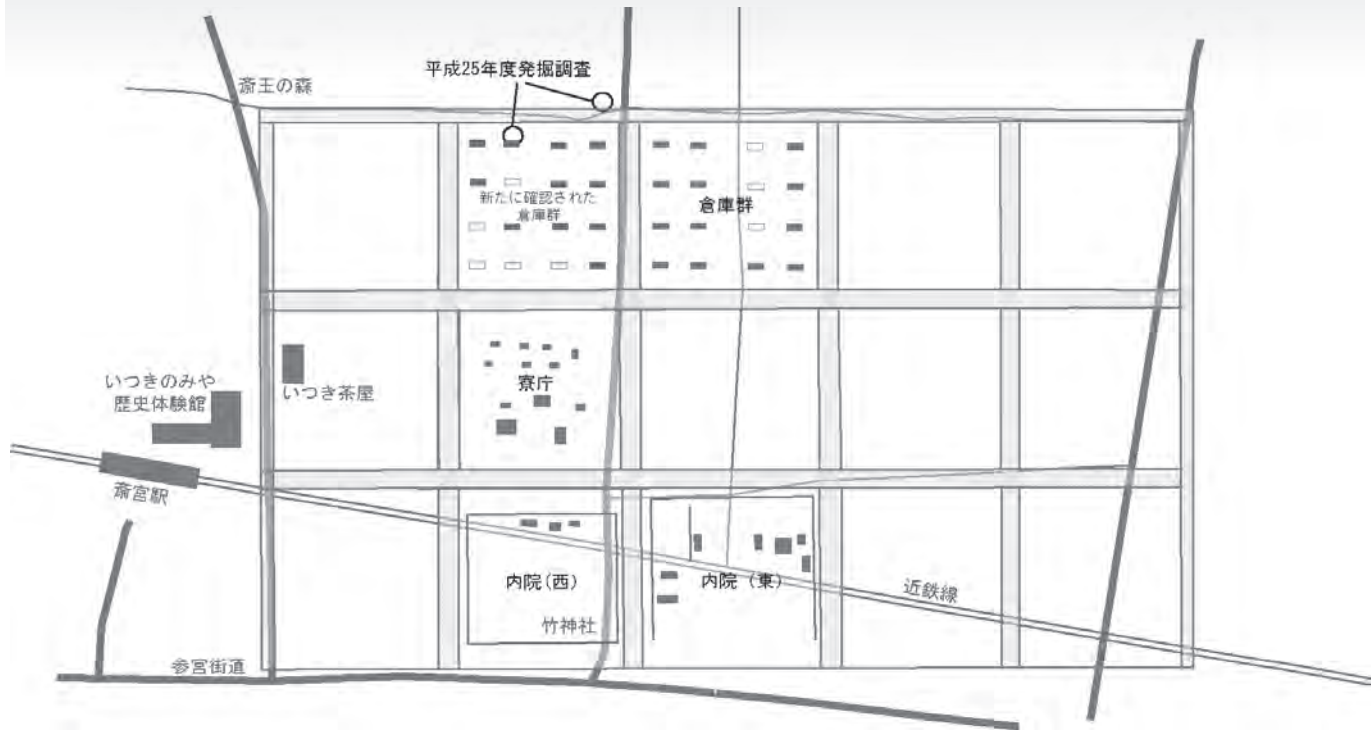 平成25年度発掘調査
斎王の森
新たに確認された
倉庫群
倉庫群
いつきのみや
歴史体験館
いつき茶屋
寮庁
斎宮駅
内院(西)
内院(東)
近鉄線
竹神社
参宮街道